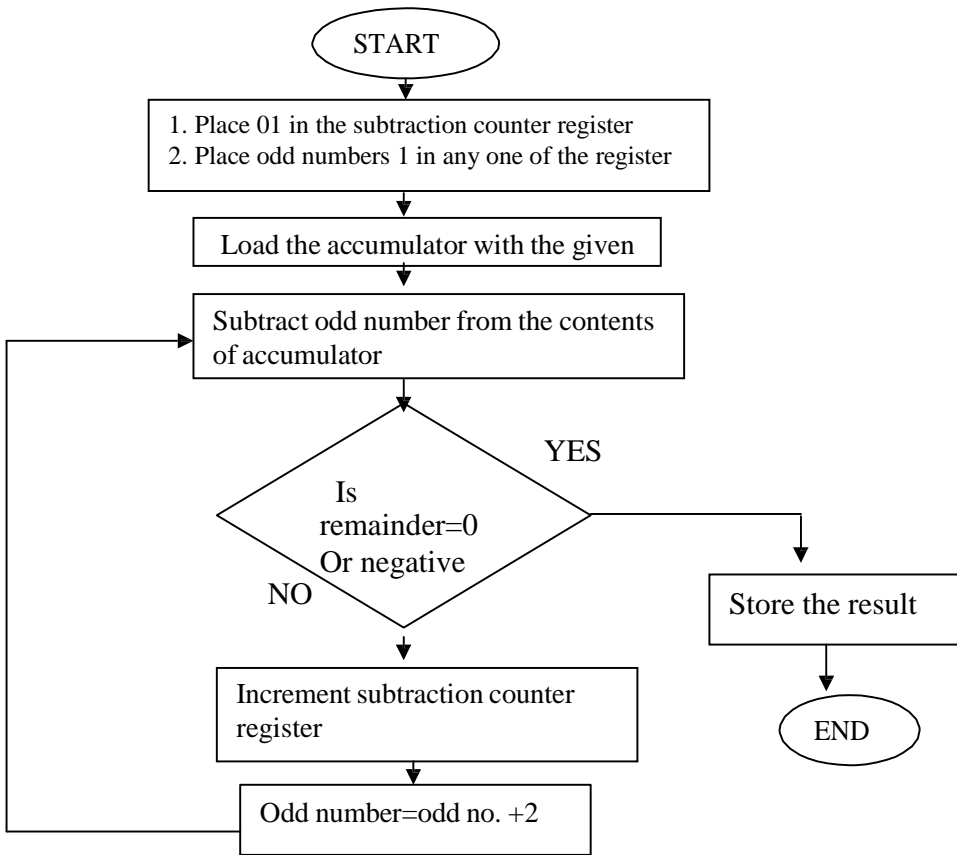 START
1. Place 01 in the subtraction counter register
2. Place odd numbers 1 in any one of the register
Load the accumulator with the given
Subtract odd number from the contents
of accumulator
YES
Is
remainder=0
Or negative
NO
Store the result
Increment subtraction counter
register
END
Odd number=odd no. +2